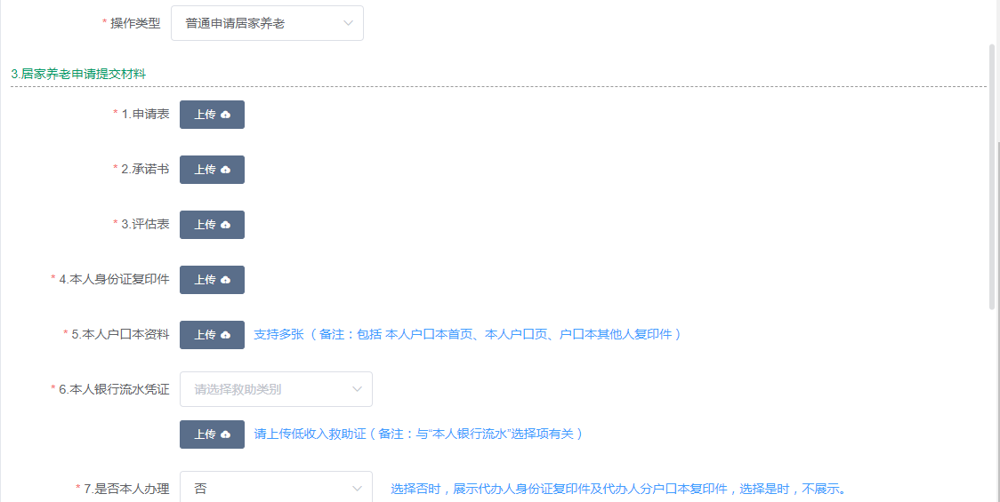 * 操作类型 普通申请居家养老
3.居家养老申请提交材料
* 1.申请表 上传
* 2.承诺书 上传
* 3.评估表 上传
* 4.本人身份证复印件 上传
* 5.本人户口本资料 上传 支持多张 （ 备注：包括 本人户口本首页、本人户口页、户口本其他人复印件 ）
* 6.本人银行流水凭证 请选择救助类别
上传 请上传低收入救助证（ 备注：与“本人银行流水”选择项有关 ）
* 7.是否本人办理 否 选择否时，展示代办人身份证复印件及代办人分户口本复印件，选择是时，不展示。